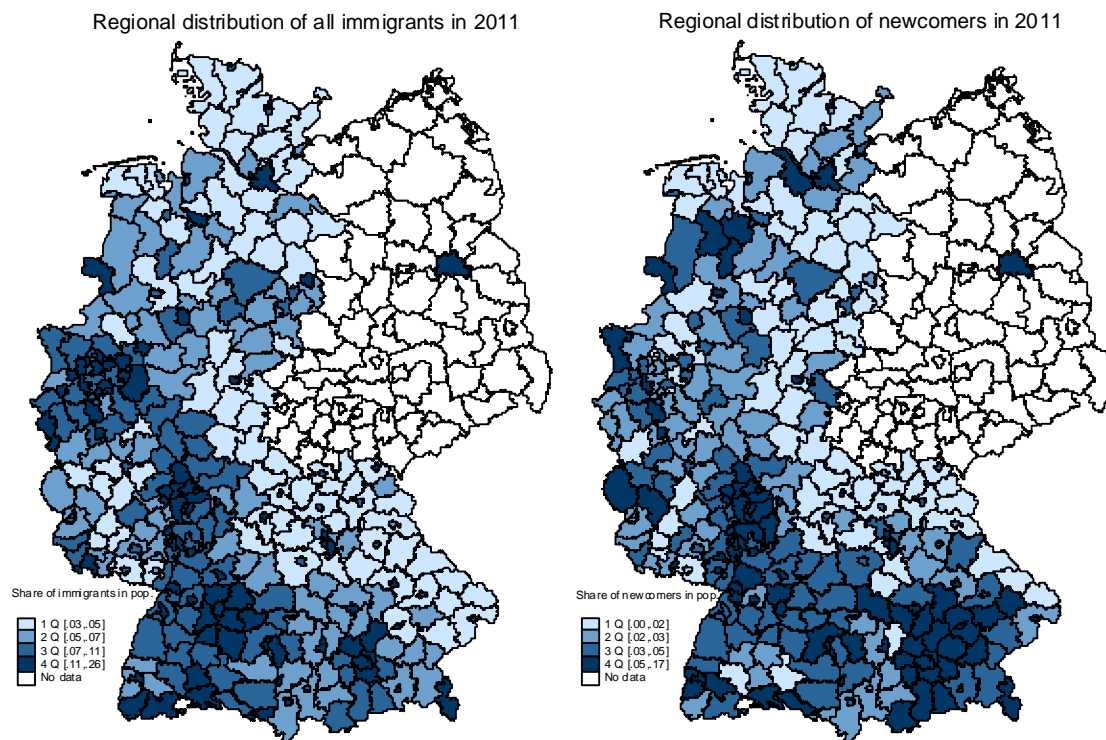 Regional distribution of all immigrants in 2011
Share of immigrants in pop.
1 Q [.03,.05]
2 Q [.05,.07]
3 Q [.07,.11]
4 Q [.11,.26]
No data
Regional distribution of newcomers in 2011
Share of newcomers in pop.
1 Q [.00,.02]
2 Q [.02,.03]
3 Q [.03,.05]
4 Q [.05,.17]
No data